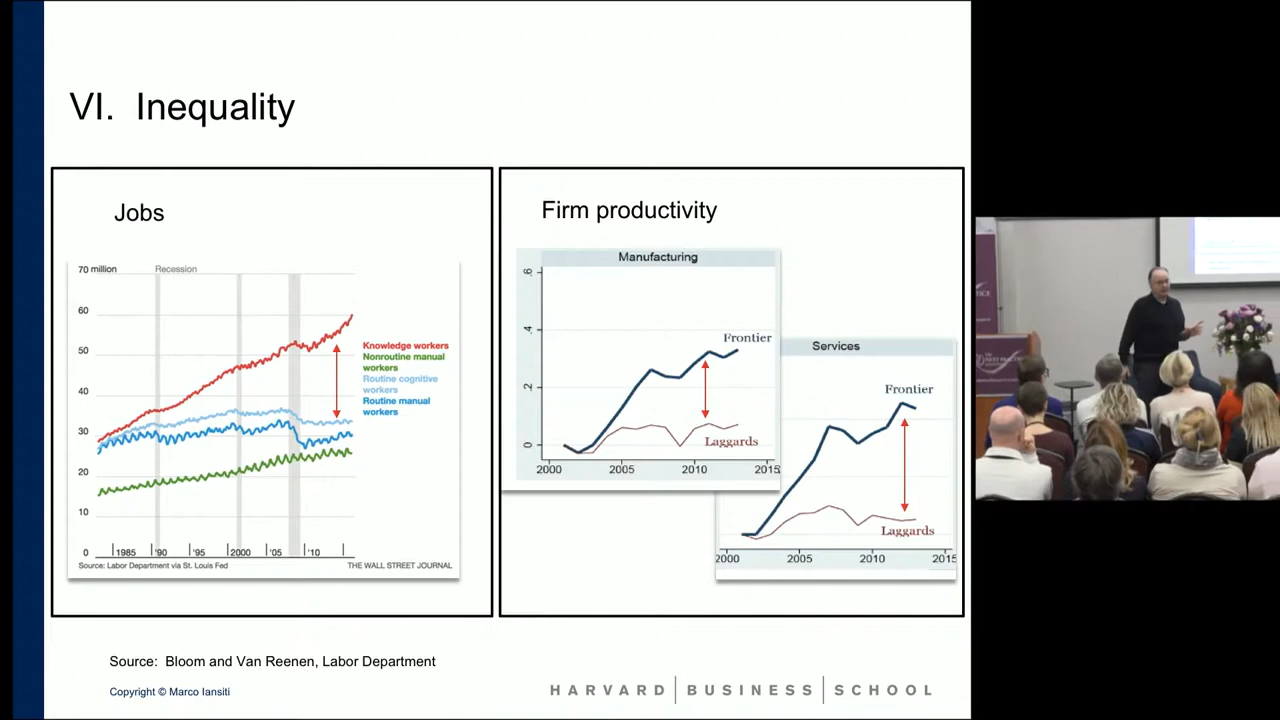 VI. Inequality
Jobs
70 million
Recession
60
50
40
30
20
10
0
1985
'90
'95
2000
'05
'10
Knowledge workers
Nonroutine manual
workers
Routine cognitive
workers
Routine manual
workers
Source: Labor Department via St. Louis Fed
THE WALL STREET JOURNAL
Firm productivity
Manufacturing
.6
.4
.2
0
Frontier
Laggards
2000
2005
2010
2015
Services
Frontier
Laggards
2000
2005
2010
2015
Source: Bloom and Van Reenen, Labor Department
Copyright © Marco Iansiti
HARVARD BUSINESS SCHOOL